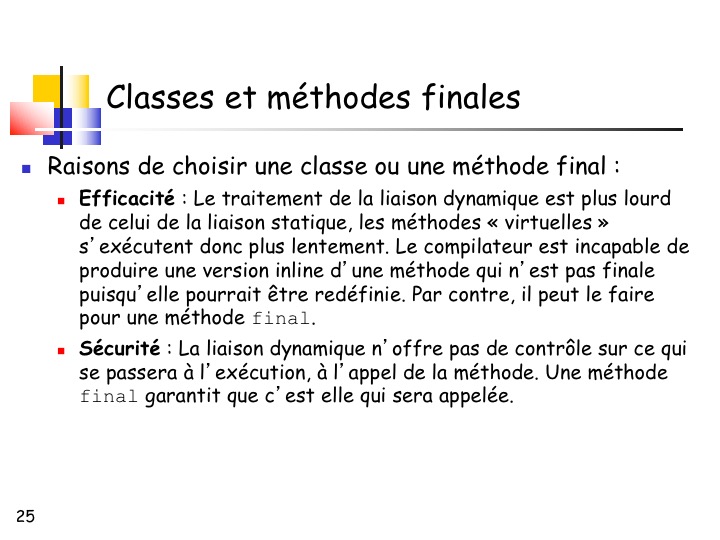 Classes et méthodes finales
Raisons de choisir une classe ou une méthode final :
Efficacité : Le traitement de la liaison dynamique est plus lourd
de celui de la liaison statique, les méthodes « virtuelles »
s’exécutent donc plus lentement. Le compilateur est incapable de
produire une version inline d’une méthode qui n’est pas finale
puisqu’elle pourrait être redéfinie. Par contre, il peut le faire
pour une méthode final.
Sécurité : La liaison dynamique n’offre pas de contrôle sur ce qui
se passera à l’exécution, à l’appel de la méthode. Une méthode
final garantit que c’est elle qui sera appelée.
25